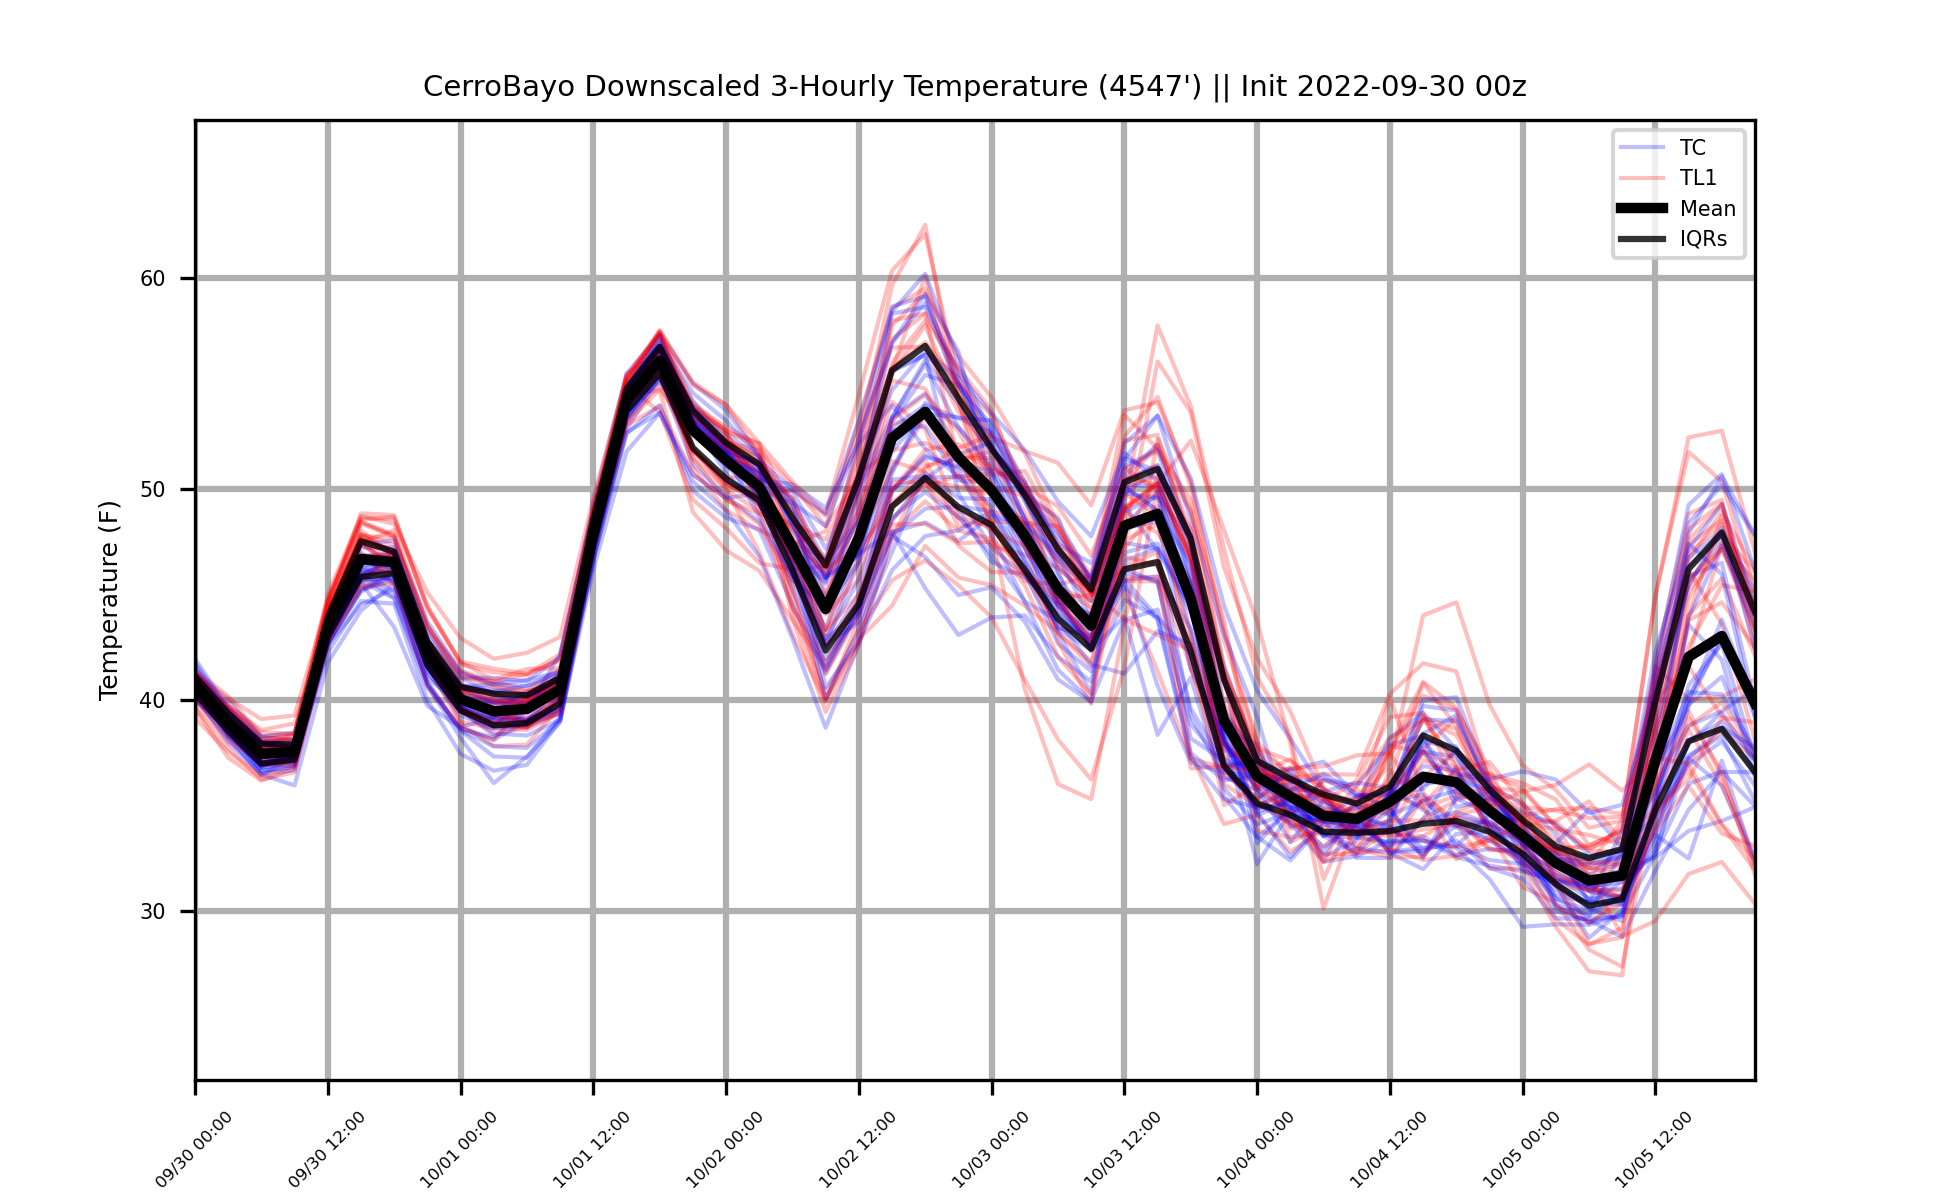 CerroBayo Downscaled 3-Hourly Temperature (4547') || Init 2022-09-30 00z
TC
TL1
Mean
IQRs
Temperature (F)
60
50
40
30
09/30 00:00
09/30 12:00
10/01 00:00
10/01 12:00
10/02 00:00
10/02 12:00
10/03 00:00
10/03 12:00
10/04 00:00
10/04 12:00
10/05 00:00
10/05 12:00